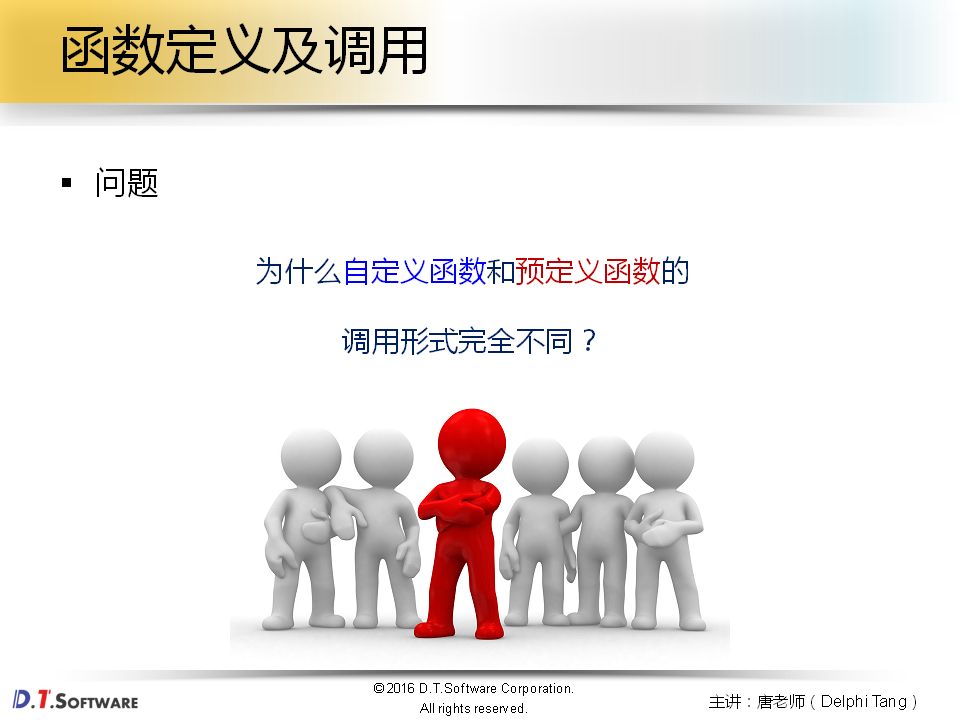 函数定义及调用
▪ 问题
为什么自定义函数和预定义函数的
调用形式完全不同？
D.T.SOFTWARE
©2016 D.T.Software Corporation.
All rights reserved.
主讲：唐老师（Delphi Tang）